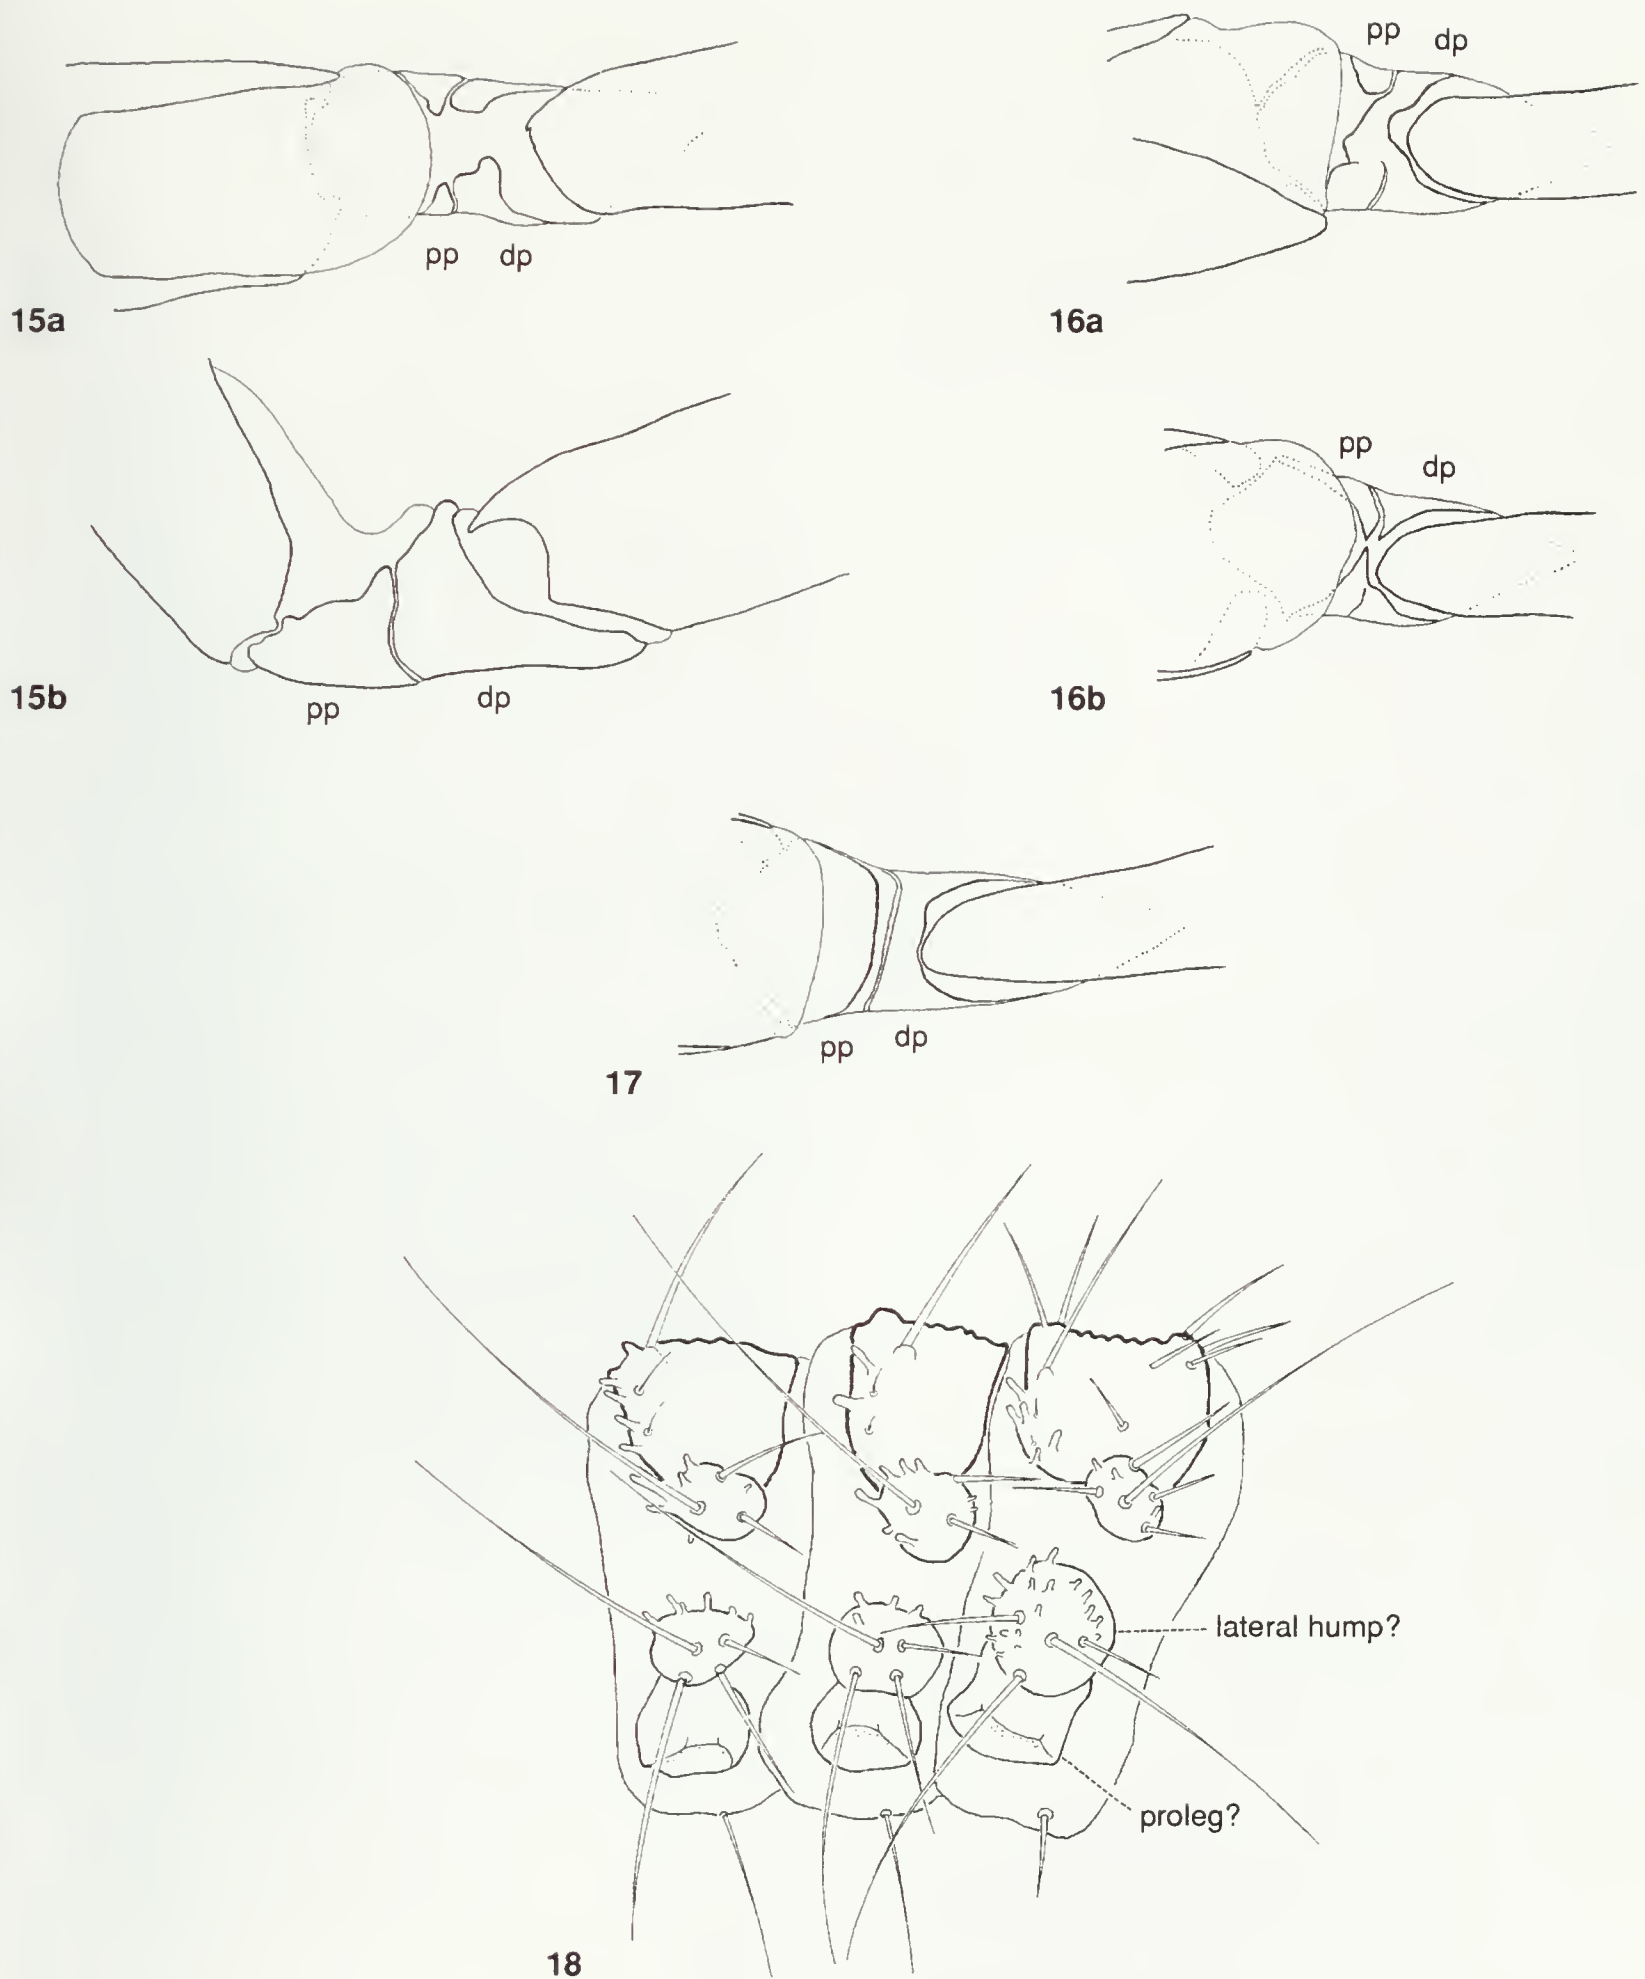 pp dp
pp dp
15a
16a
pp
dp
pp dp
15b
16b
pp dp
17
lateral hump?
proleg?
18